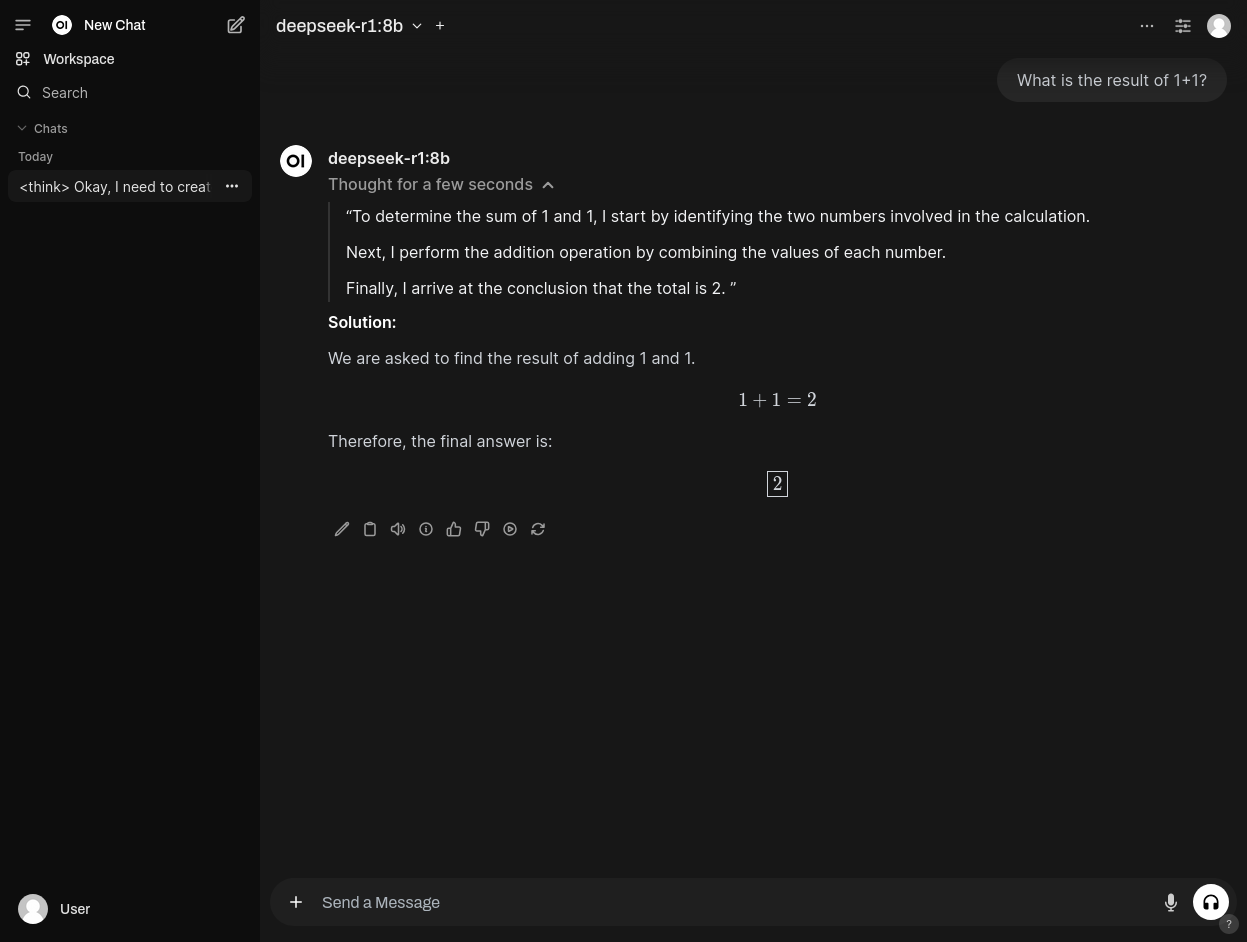 OI New Chat
Workspace
Search
Chats
Today
<think> Okay, I need to creat
User
deepseek-r1:8b
What is the result of 1+1?
OI deepseek-r1:8b
Thought for a few seconds
“To determine the sum of 1 and 1, I start by identifying the two numbers involved in the calculation.
Next, I perform the addition operation by combining the values of each number.
Finally, I arrive at the conclusion that the total is 2. ”
Solution:
We are asked to find the result of adding 1 and 1.
1 + 1 = 2
Therefore, the final answer is:
2
Send a Message
?